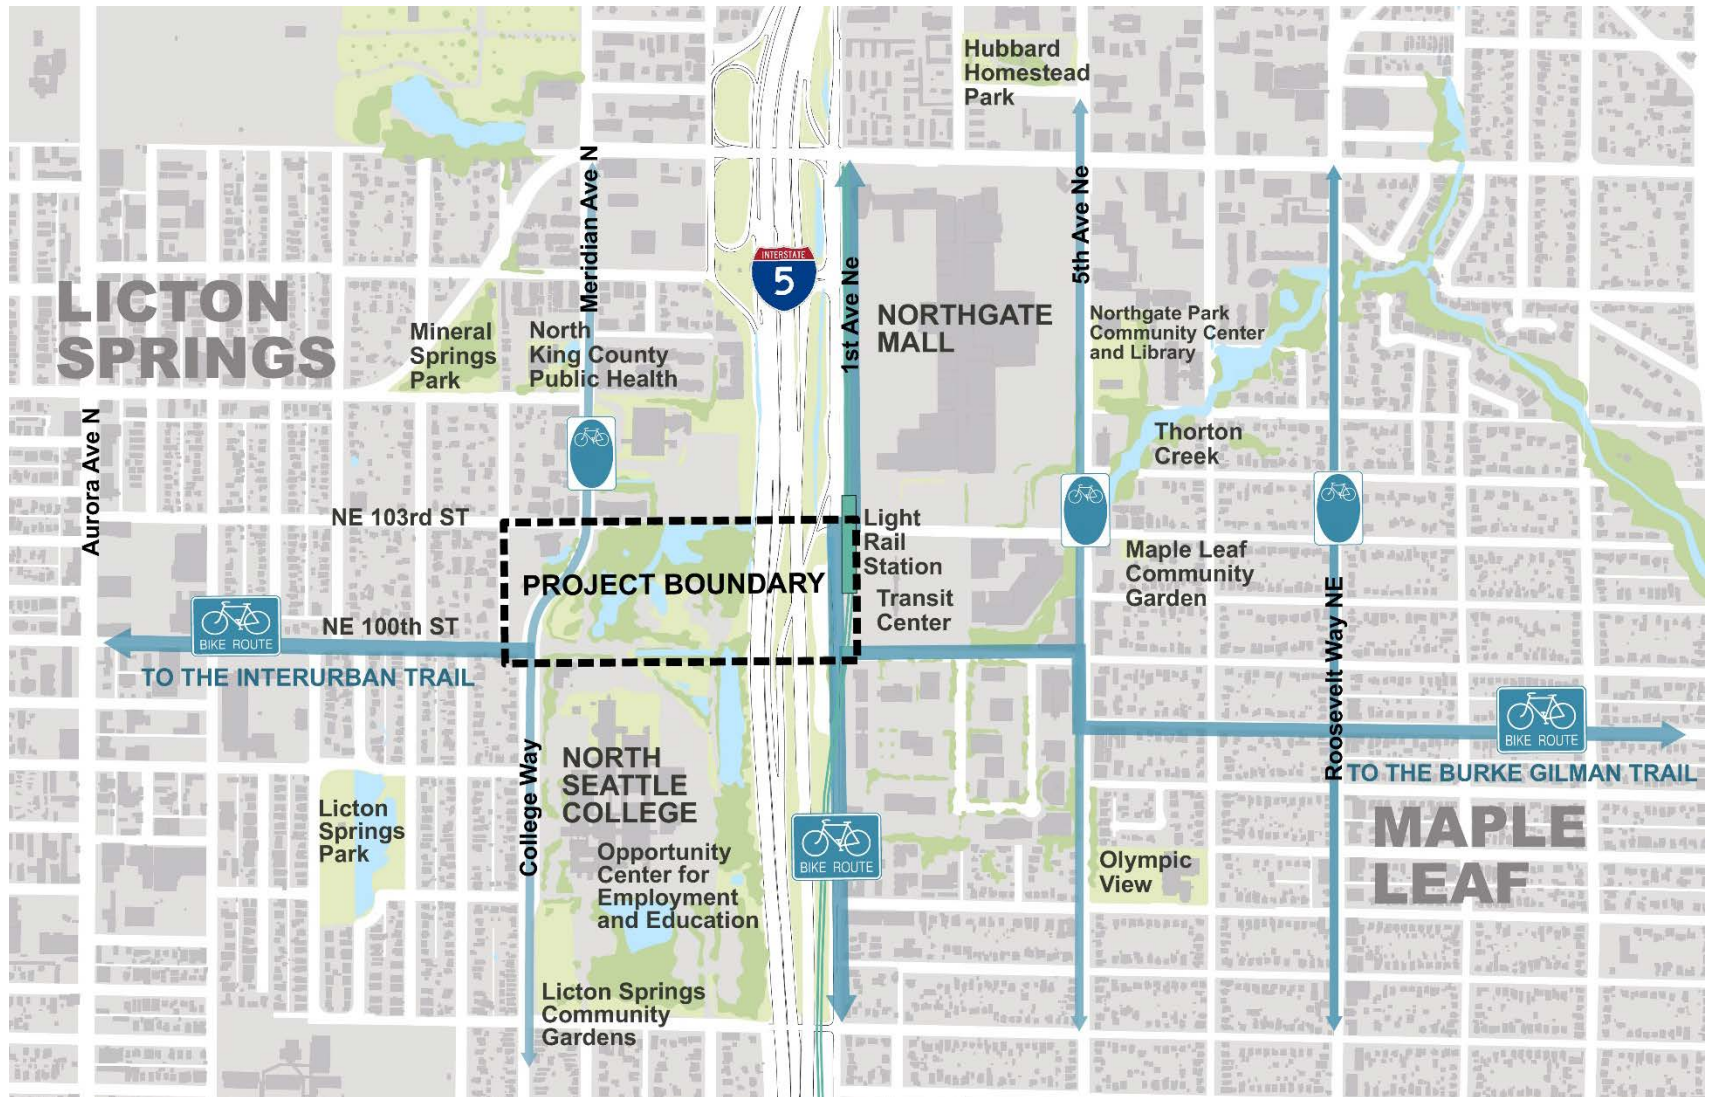 Hubbard
Homestead
Park
Meridian Ave N
5th Ave Ne
INTERSTATE
5
1st Ave Ne
LICTON
SPRINGS
Mineral
Springs
Park
North
King County
Public Health
NORTHGATE
MALL
Northgate Park
Community Center
and Library
Aurora Ave N
Thorton
Creek
NE 103rd ST
Light
Rail
Station
Transit
Center
Maple Leaf
Community
Garden
PROJECT BOUNDARY
NE 100th ST
BIKE ROUTE
TO THE INTERURBAN TRAIL
Roosevelt Way NE
BIKE ROUTE
TO THE BURKE GILMAN TRAIL
College Way
NORTH
SEATTLE
COLLEGE
Licton
Springs
Park
Opportunity
Center for
Employment
and Education
BIKE ROUTE
Olympic
View
MAPLE
LEAF
Licton Springs
Community
Gardens